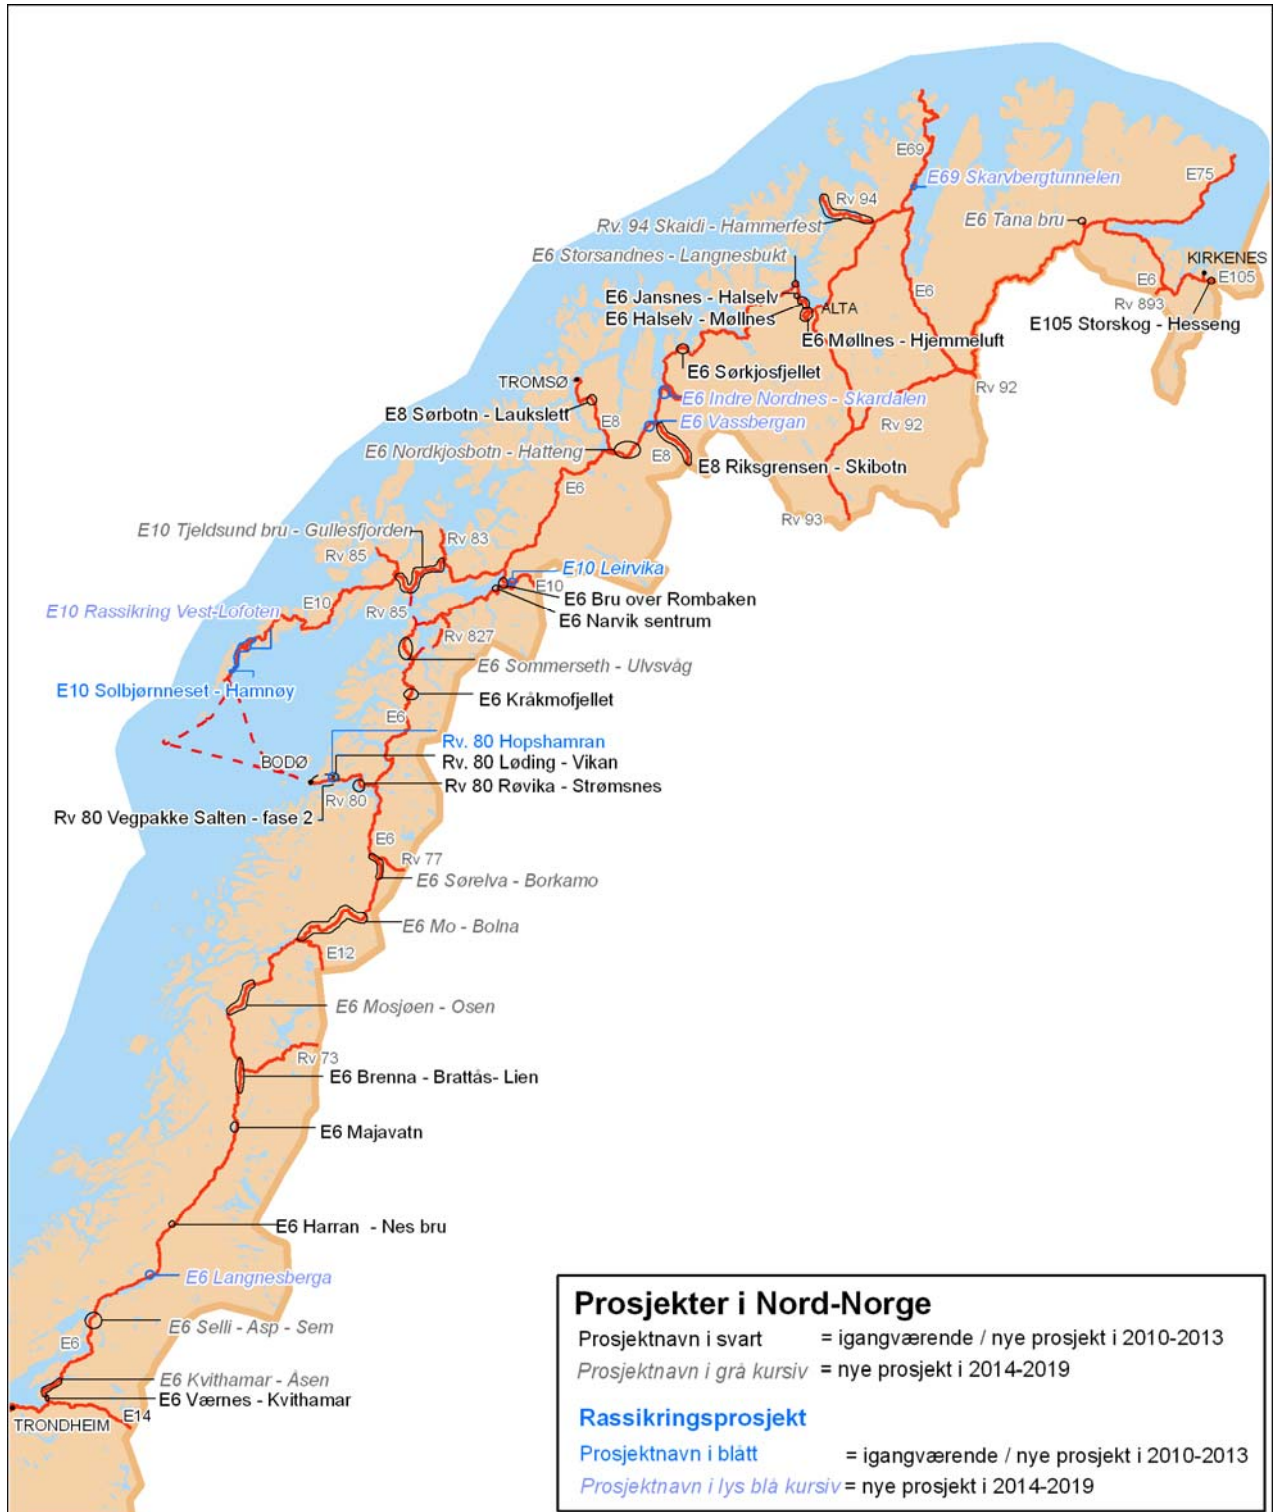 E69
E75
E69 Skarvbergtunnelen
Rv 94
E6 Tana bru
Rv. 94 Skaidi - Hammerfest
E6 Storsandnes - Langnesbukt
KIRKENES
E6
E105
E6
E6 Jansnes - Halselv
Rv 893
ALTA
E6 Halselv - Møllnes
E105 Storskog - Hesseng
E6 Møllnes - Hjemmeluft
E6 Sørkjosfjellet
TROMSØ
Rv 92
E6 Indre Nordnes - Skardalen
E8 Sørbotn - Laukslett
E6 Vassbergan
Rv 92
E8
E6 Nordkjosbotn - Hatteng
E8
E8 Riksgrensen - Skibotn
E6
Rv 93
E10 Tjeldsund bru - Gullesfjorden
Rv 83
Rv 85
E10 Leirvika
E10
E10 Rassikring Vest-Lofoten
E10
E6 Bru over Rombaken
Rv 85
E6 Narvik sentrum
Rv 827
E6 Sommerseth - Ulvsvåg
E10 Solbjørnneset - Hamnøy
E6 Kråkmofjellet
E6
Rv. 80 Hopshamran
BODØ
Rv. 80 Løding - Vikan
Rv 80 Røvika - Strømsnes
Rv 80
Rv 80 Vegpakke Salten - fase 2
E6
Rv 77
E6 Sørelva - Borkamo
E6 Mo - Bolna
E12
E6 Mosjøen - Osen
Rv 73
E6 Brenna - Brattås- Lien
E6 Majavatn
E6 Harran - Nes bru
E6 Langnesberga
E6 Selli - Asp - Sem
E6
E6 Kvithamar - Åsen
E6 Værnes - Kvithamar
E14
TRONDHEIM
Prosjekter i Nord-Norge
Prosjektnavn i svart = igangværende / nye prosjekt i 2010-2013
Prosjektnavn i grå kursiv = nye prosjekt i 2014-2019
Rassikringsprosjekt
Prosjektnavn i blått = igangværende / nye prosjekt i 2010-2013
Prosjektnavn i lys blå kursiv = nye prosjekt i 2014-2019